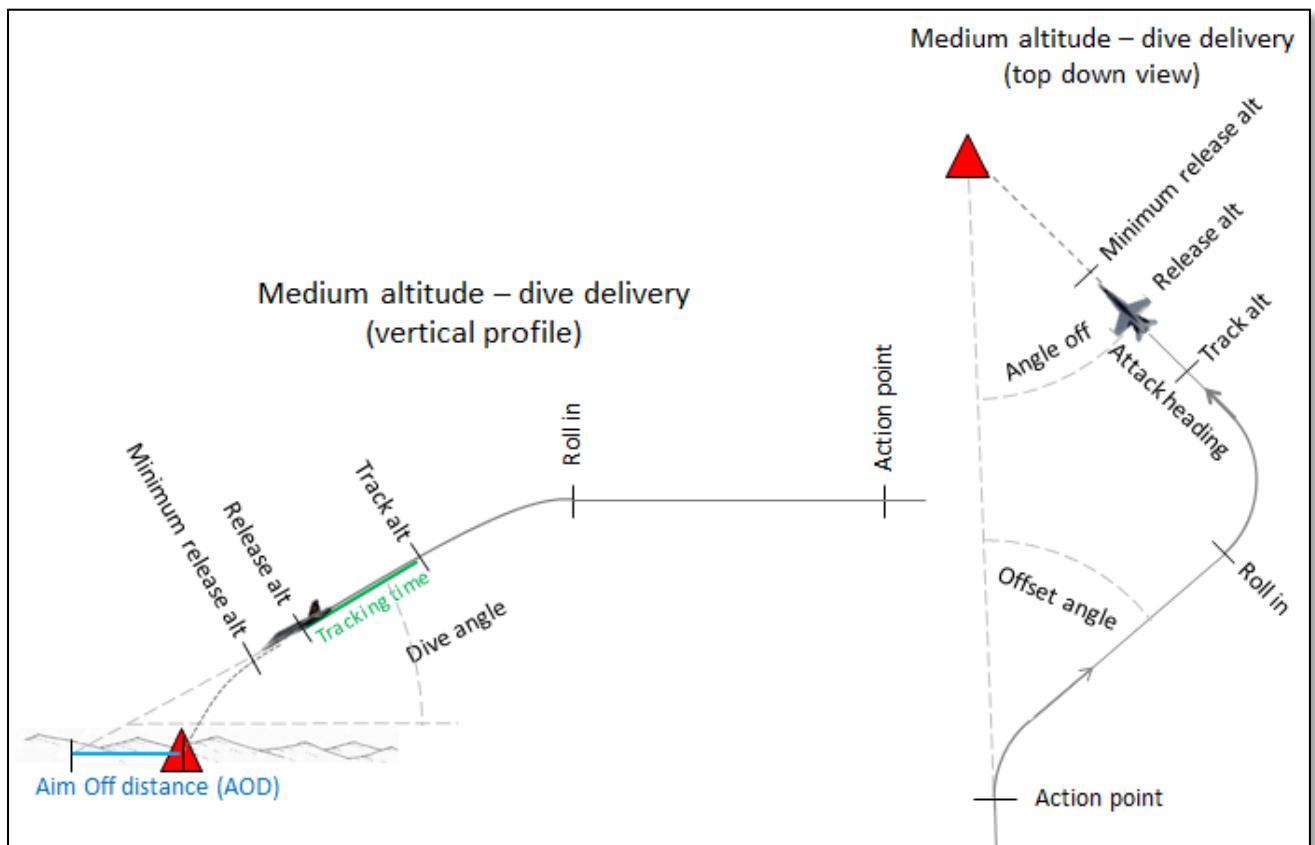 Medium altitude – dive delivery
(vertical profile)
Minimum release alt
Release alt
Track alt
Tracking time
Dive angle
Roll in
Action point
Aim Off distance (AOD)
Medium altitude – dive delivery
(top down view)
Minimum release alt
Release alt
Track alt
Angle off
Attack heading
Offset angle
Roll in
Action point